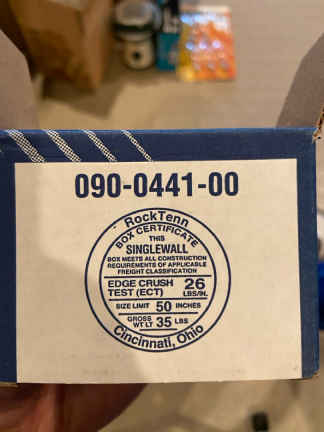 090-0441-00
RockTenn
BOX CERTIFICATE
THIS
SINGLEWALL
BOX MEETS ALL CONSTRUCTION
REQUIREMENTS OF APPLICABLE
FREIGHT CLASSIFICATION
EDGE CRUSH
TEST (ECT)
26
LBS/IN.
SIZE LIMIT 50 INCHES
GROSS
WT LT 35 LBS
Cincinnati, Ohio